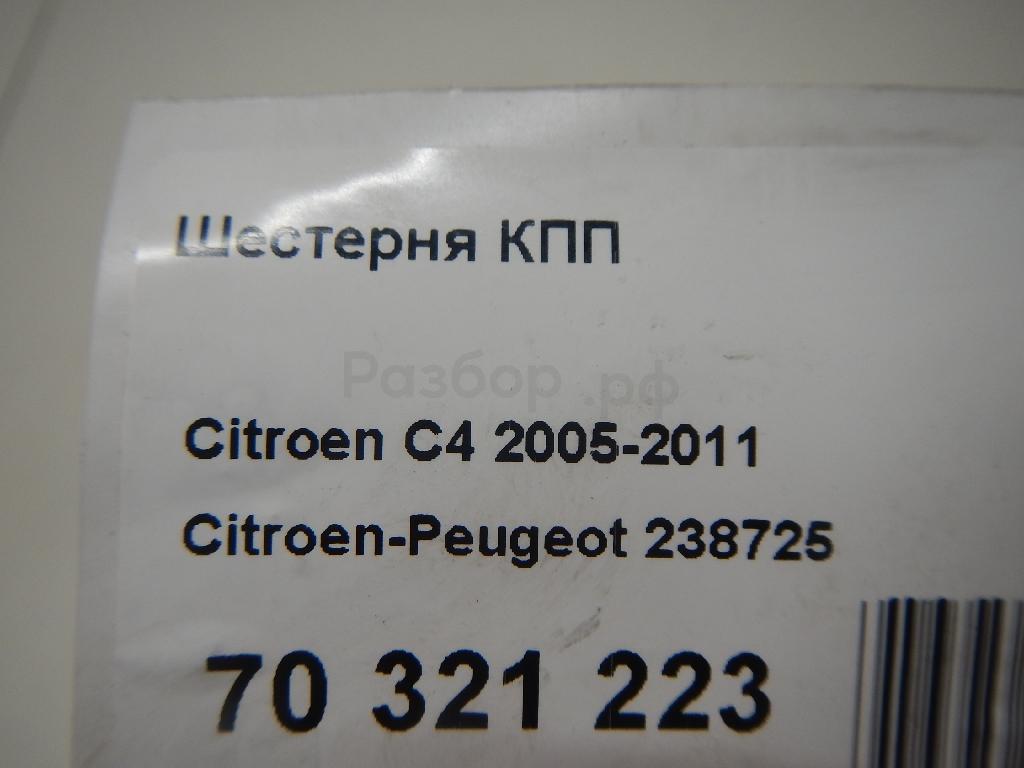 Шестерня КПП
Разбор.рф
Citroen C4 2005-2011
Citroen-Peugeot 238725
70 321 223